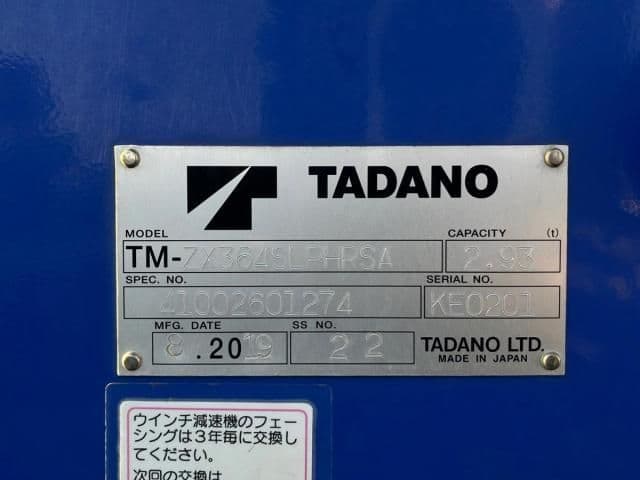 TADANO
MODEL CAPACITY (t)
TM-ZX364SLRHRSA 2.93
SPEC. NO. SERIAL NO.
41002601274 KE0201
MFG. DATE SS NO.
8.2019 22 TADANO LTD.
MADE IN JAPAN
ウインチ減速機のフェー
シングは3年毎に交換し
てください。
次回の交換は